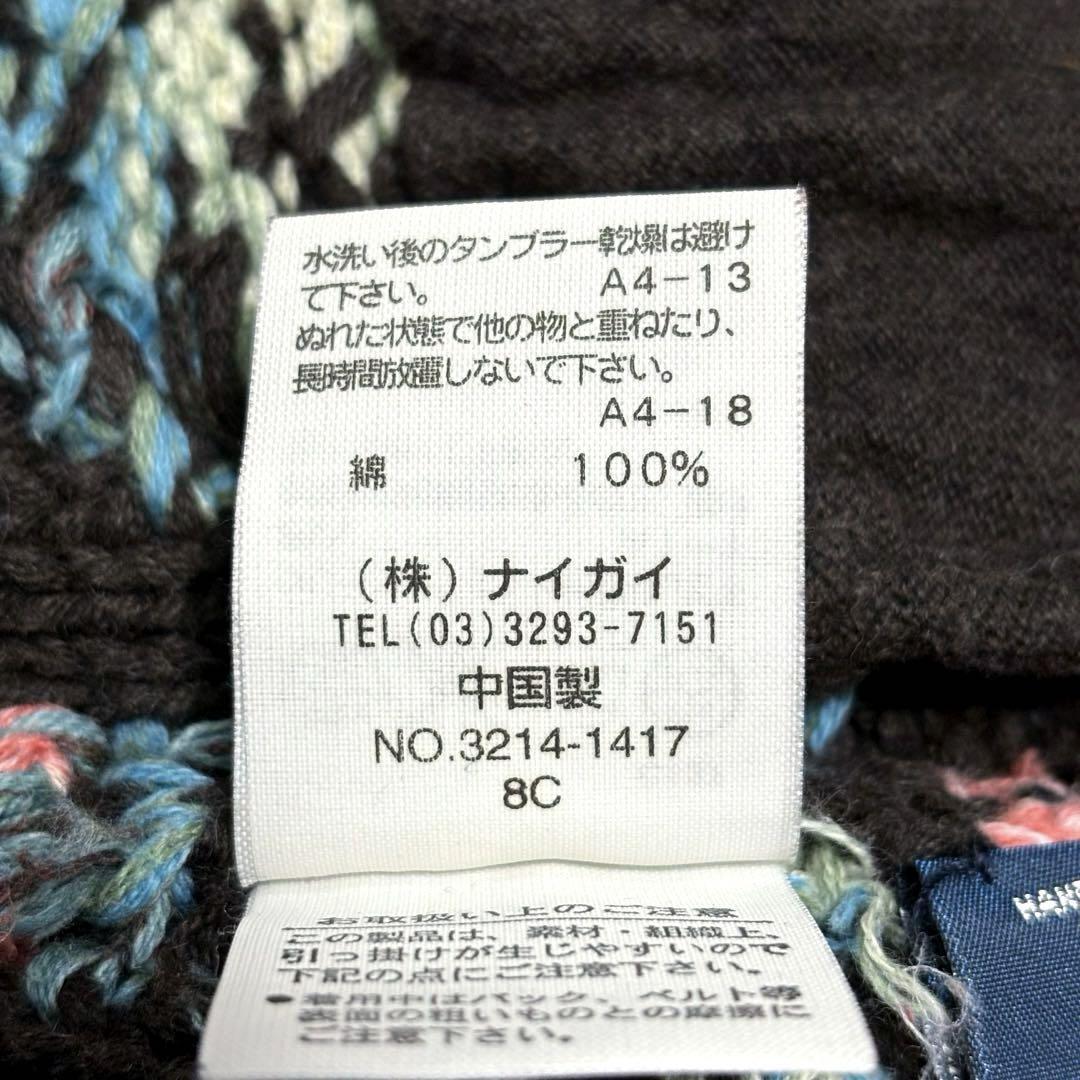 水洗い後のタンブラー乾燥は避け
て下さい。 A4-13
ぬれた状態で他の物と重ねたり、
長時間放置しないで下さい。
A4-18
綿 100%
(株)ナイガイ
TEL(03)3293-7151
中国製
NO.3214-1417
8C
お取扱い上のご注意
この製品は、素材・組織上、
引っ掛けが生じやすいので
下記の点にご注意下さい。
●着用中はバック、ベルト等
表面の粗いものとの摩擦に
ご注意下さい。